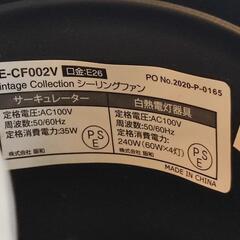 E-CF002V 口金:E26
intage Collection シーリングファン
PO No.2020-P-0165
サーキュレーター
定格電圧:AC100V
周波数:50/60Hz
定格消費電力:35W
PSE
株式会社 阪和
白熱電灯器具
定格電圧:AC100V
周波数:50/60Hz
定格消費電力:
240W(60W×4灯)
PSE
株式会社 阪和
MADE IN CHINA